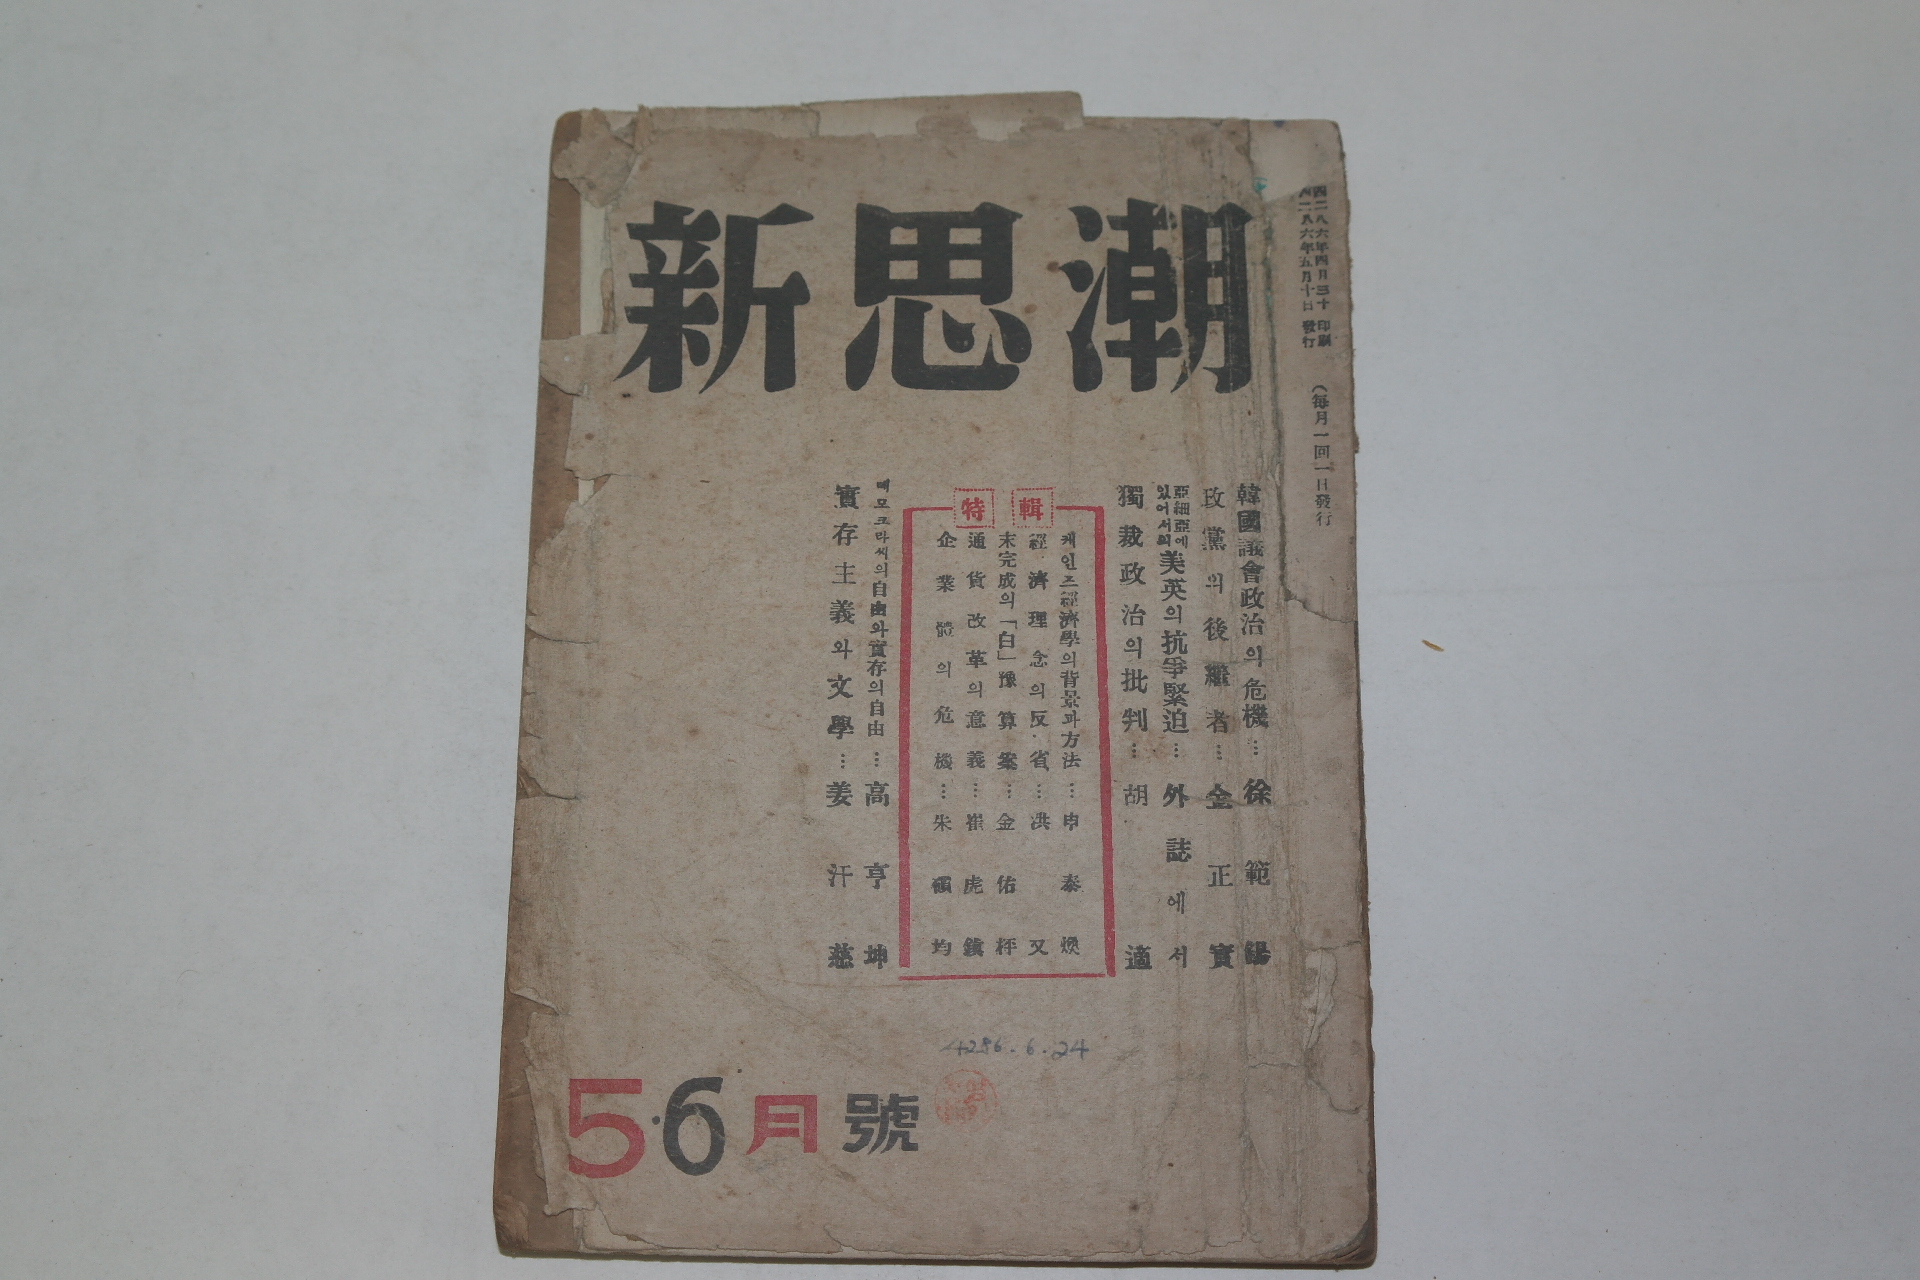 新思潮
四二八六年四月三十 印刷
四二八六年五月十日 發行
(每月一回一日發行
韓國議會政治의危機…徐範錫
政黨의後繼者…金正實
亞細亞에있어서의美英의抗爭緊迫…外誌에서
獨裁政治의批判…胡適
特輯
케인즈經濟學의背景과方法…申泰煥
經濟理念의反省…洪又
末完成의「白」豫算案…金佑枰
通貨改革의意義…崔虎鎭
企業體의危機…朱碩均
데모크라씨의自由와實存의自由…高亨坤
實存主義와文學…姜汗慈
4286.6.24
5·6月號